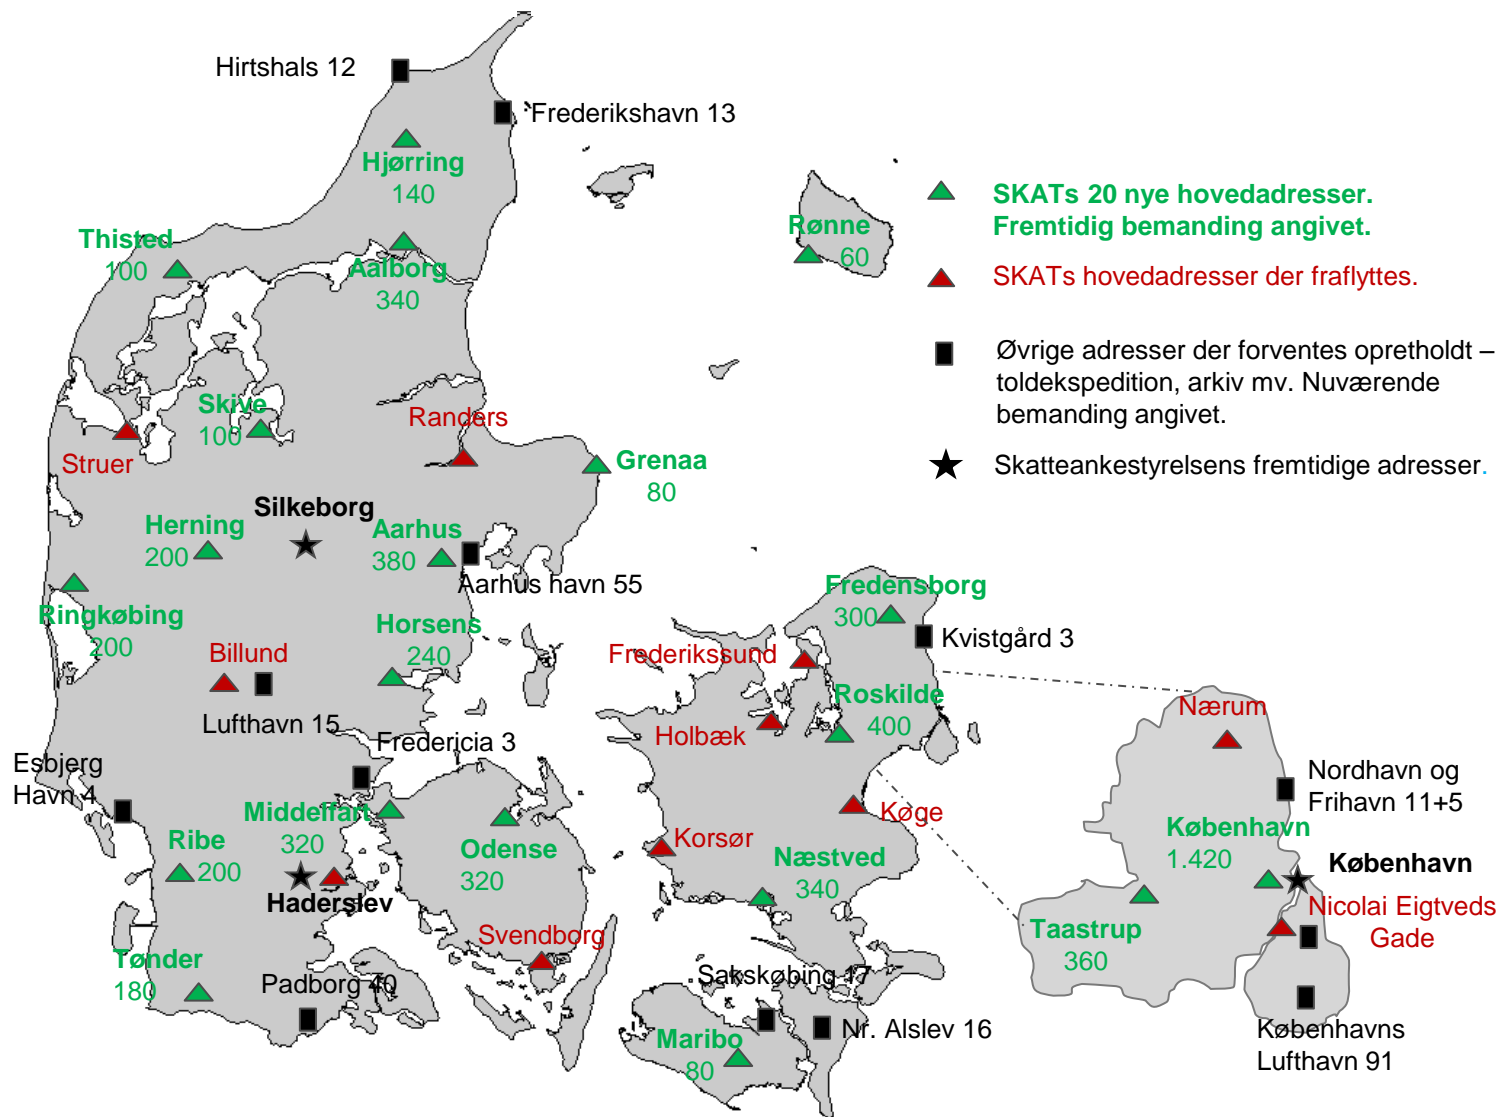 Hirtshals 12
Frederikshavn 13
Hjørring
140
Thisted
100
Aalborg
340
Rønne
60
SKATs 20 nye hovedadresser.
Fremtidig bemanding angivet.
SKATs hovedadresser der fraflyttes.
Øvrige adresser der forventes opretholdt –
toldekspedition, arkiv mv. Nuværende
bemanding angivet.
Skatteankestyrelsens fremtidige adresser.
Skive
100
Randers
Struer
Grenaa
80
Silkeborg
Herning
200
Aarhus
380
Aarhus havn 55
Ringkøbing
200
Horsens
240
Billund
Lufthavn 15
Fredericia 3
Esbjerg
Havn 4
Middelfart
320
Ribe
200
Haderslev
Odense
320
Svendborg
Tønder
180
Padborg 40
Fredensborg
300
Kvistgård 3
Frederikssund
Roskilde
400
Holbæk
Køge
Korsør
Næstved
340
Sakskøbing 17
Nr. Alslev 16
Maribo
80
Nærum
Nordhavn og
Frihavn 11+5
København
1.420
København
Nicolai Eigtveds
Gade
Taastrup
360
Københavns
Lufthavn 91